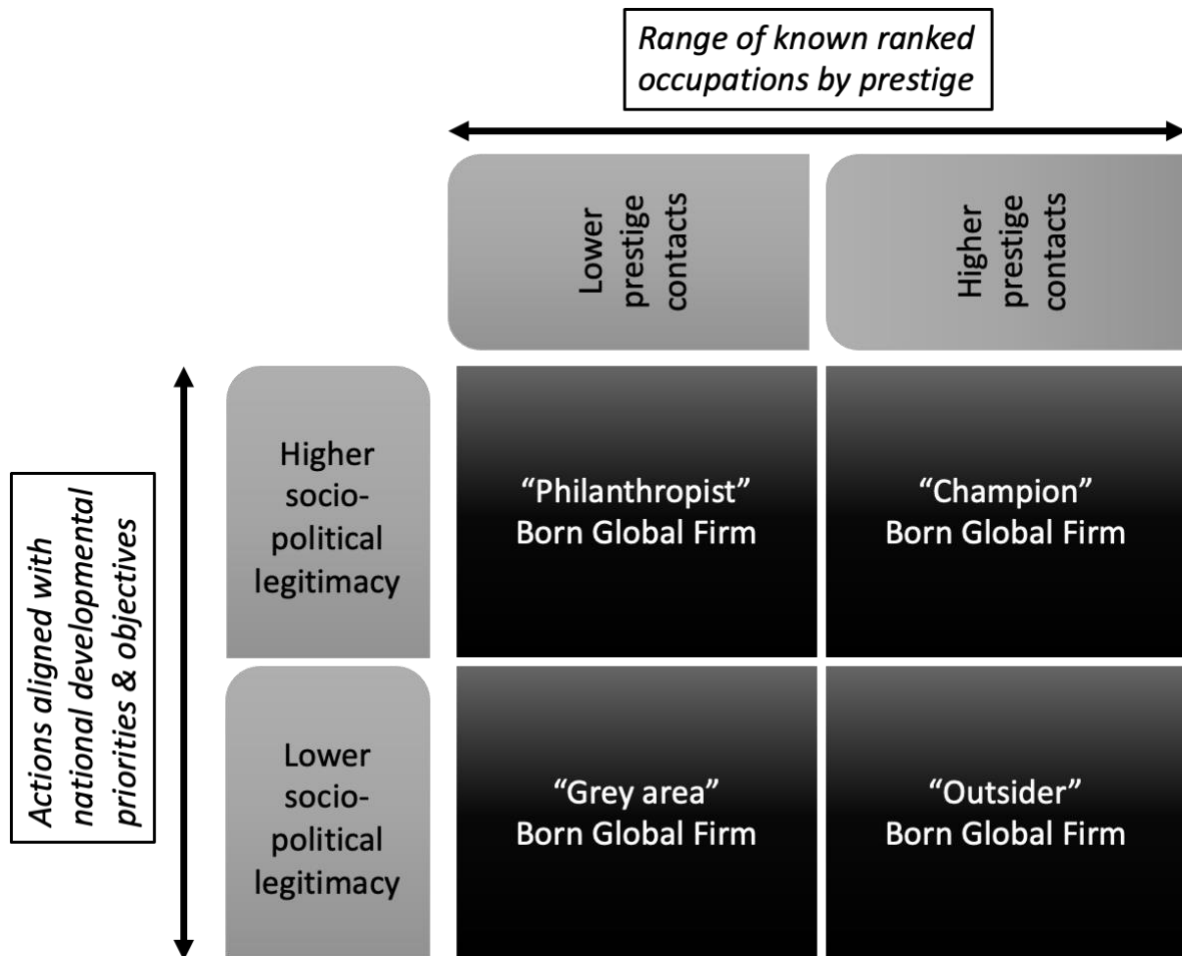 Range of known ranked
occupations by prestige
Lower
prestige
contacts
Higher
prestige
contacts
Actions aligned with
national developmental
priorities & objectives
Higher
socio-
political
legitimacy
“Philanthropist”
Born Global Firm
“Champion”
Born Global Firm
Lower
socio-
political
legitimacy
“Grey area”
Born Global Firm
“Outsider”
Born Global Firm